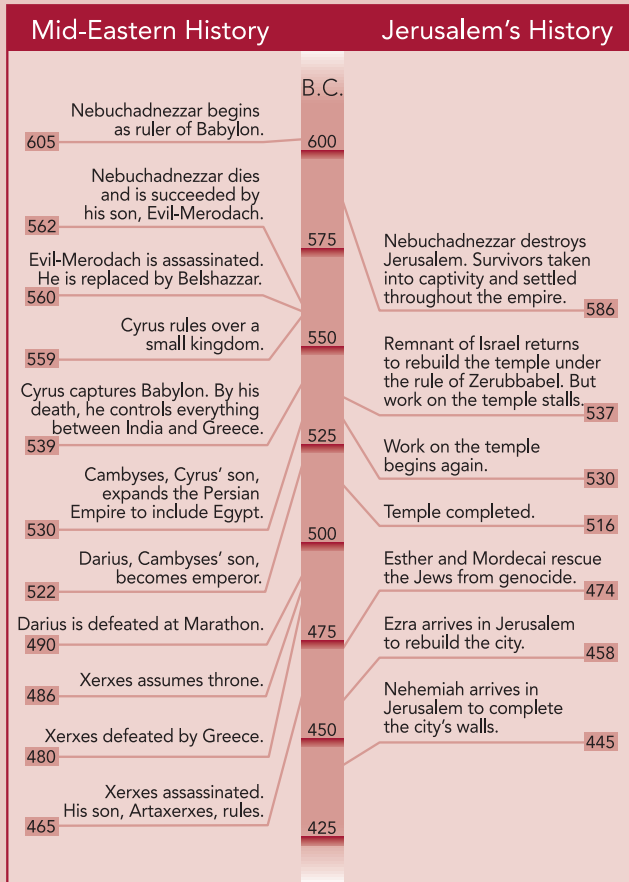 Mid-Eastern History
Jerusalem's History
B.C.
Nebuchadnezzar begins
as ruler of Babylon.
605
Nebuchadnezzar dies
and is succeeded by
his son, Evil-Merodach.
562
Evil-Merodach is assassinated.
He is replaced by Belshazzar.
560
Cyrus rules over a
small kingdom.
559
Cyrus captures Babylon. By his
death, he controls everything
between India and Greece.
539
Cambyses, Cyrus' son,
expands the Persian
Empire to include Egypt.
530
Darius, Cambyses' son,
becomes emperor.
522
Darius is defeated at Marathon.
490
Xerxes assumes throne.
486
Xerxes defeated by Greece.
480
Xerxes assassinated.
His son, Artaxerxes, rules.
465
600
575
550
525
500
475
450
425
Nebuchadnezzar destroys
Jerusalem. Survivors taken
into captivity and settled
throughout the empire.
586
Remnant of Israel returns
to rebuild the temple under
the rule of Zerubbabel. But
work on the temple stalls.
537
Work on the temple
begins again.
530
Temple completed.
516
Esther and Mordecai rescue
the Jews from genocide.
474
Ezra arrives in Jerusalem
to rebuild the city.
458
Nehemiah arrives in
Jerusalem to complete
the city's walls.
445